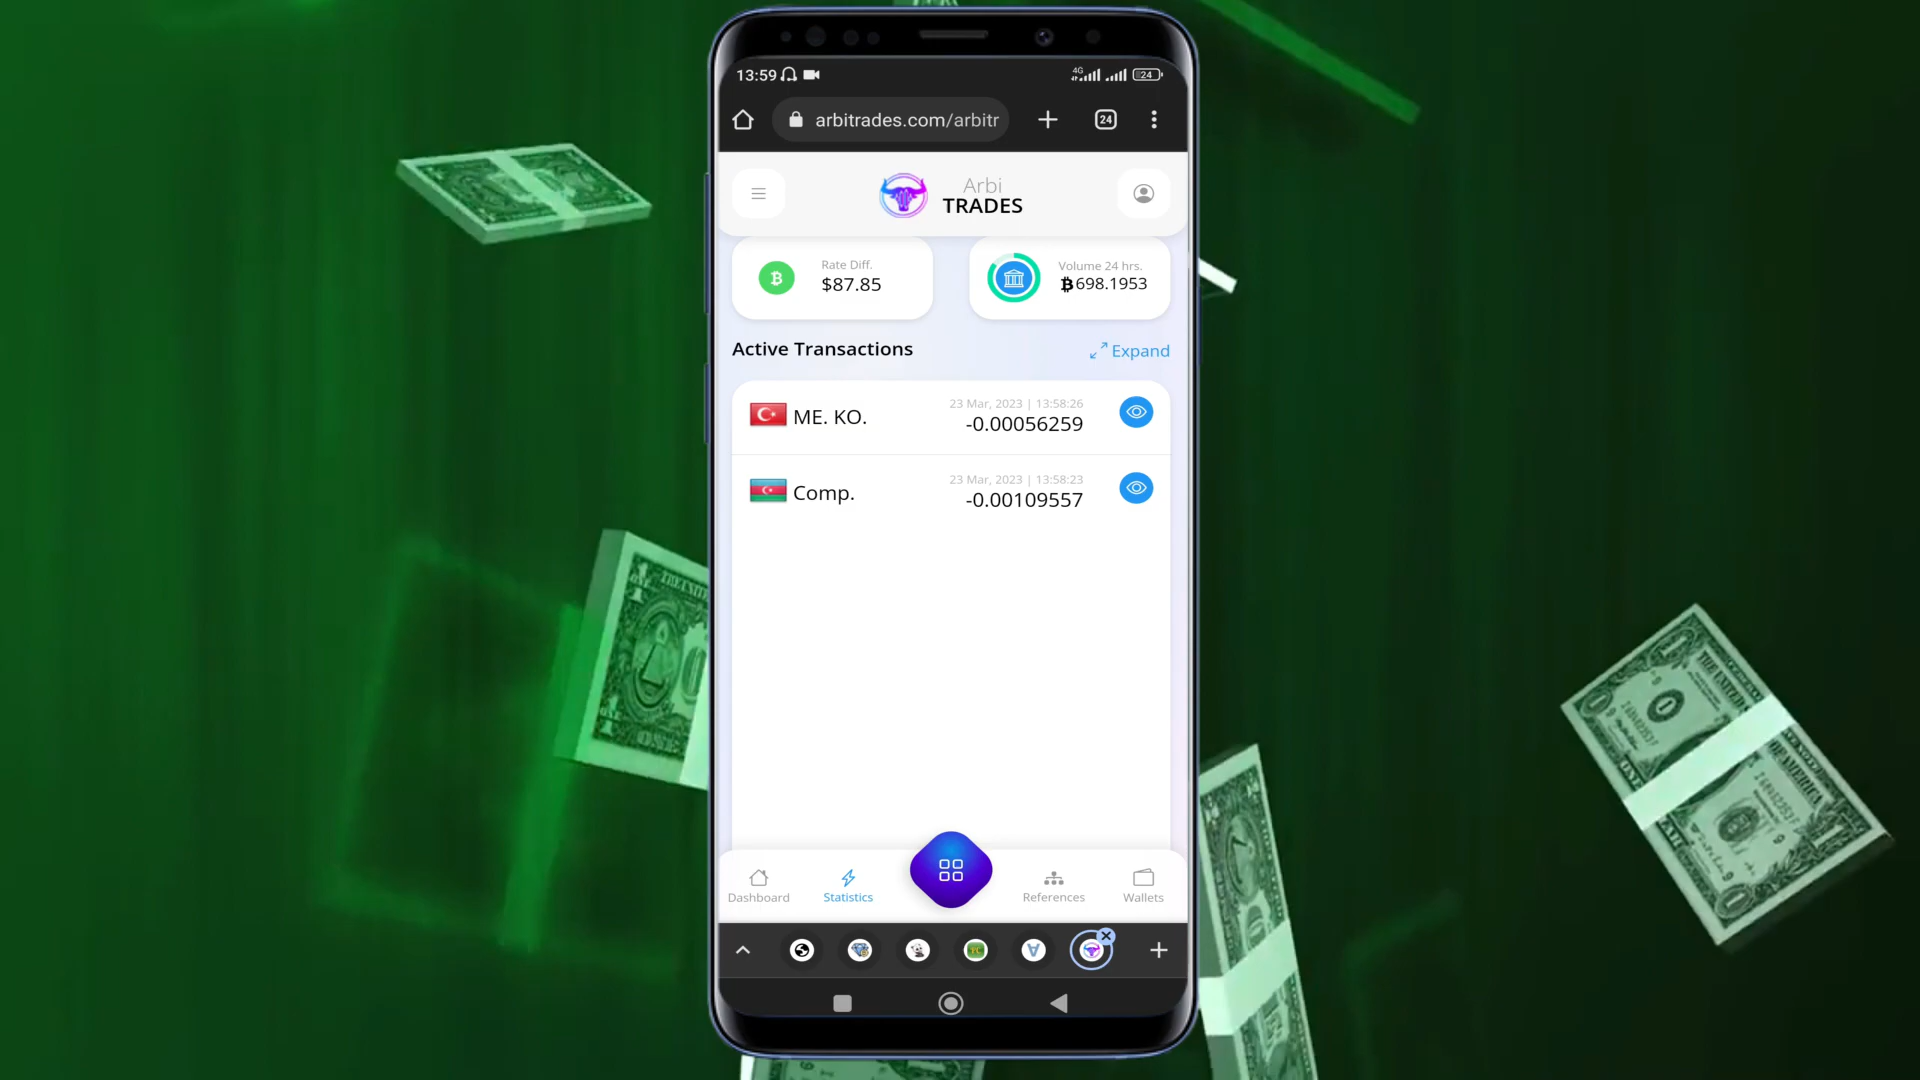 13:59
4G
24
arbitrades.com/arbitr
24
Arbi
TRADES
Rate Diff.
$87.85
Volume 24 hrs.
₿698.1953
Active Transactions
Expand
ME. KO.
23 Mar, 2023 | 13:58:26
-0.00056259
Comp.
23 Mar, 2023 | 13:58:23
-0.00109557
Dashboard
Statistics
References
Wallets